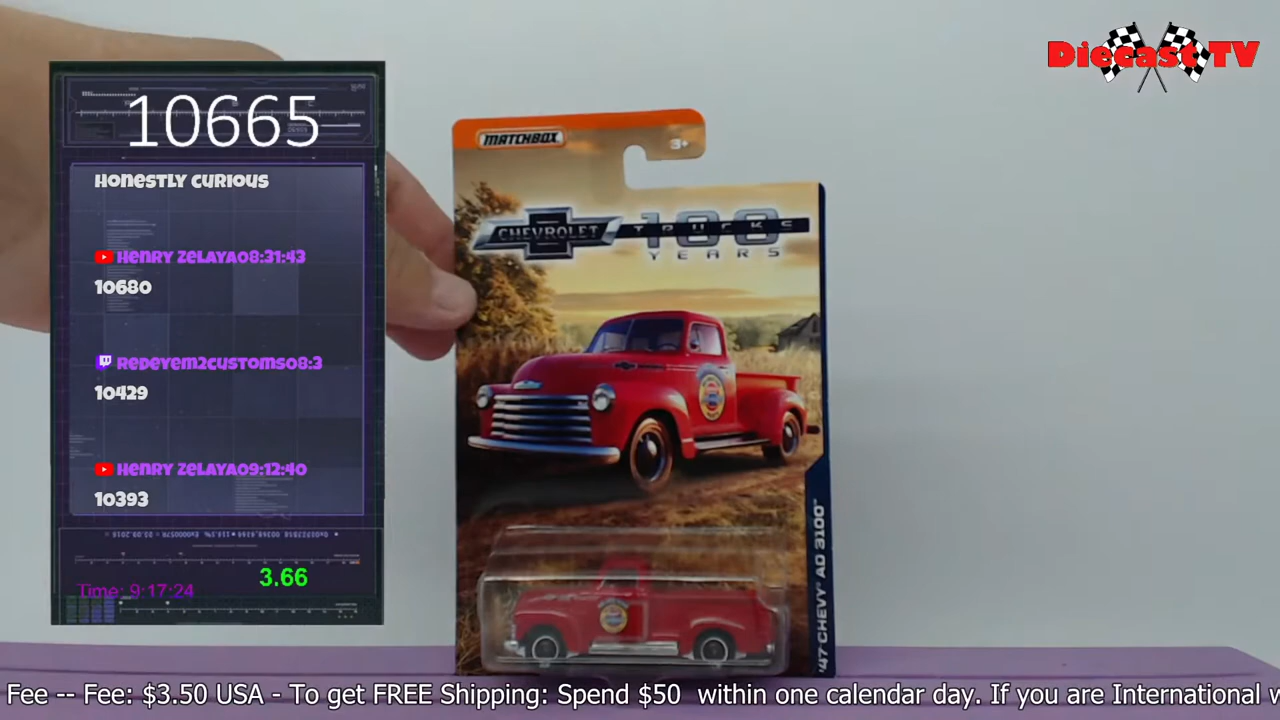 Diecast TV
10665
Honestly Curious
Henry Zelaya08:31:43
10680
RedEyeM2Customs08:3
10429
Henry Zelaya09:12:40
10393
Time: 9:17:24
3.66
MATCHBOX
3+
CHEVROLET TRUCKS
100
YEARS
'47 CHEVY AD 3100
Fee -- Fee: $3.50 USA - To get FREE Shipping: Spend $50 within one calendar day. If you are International w